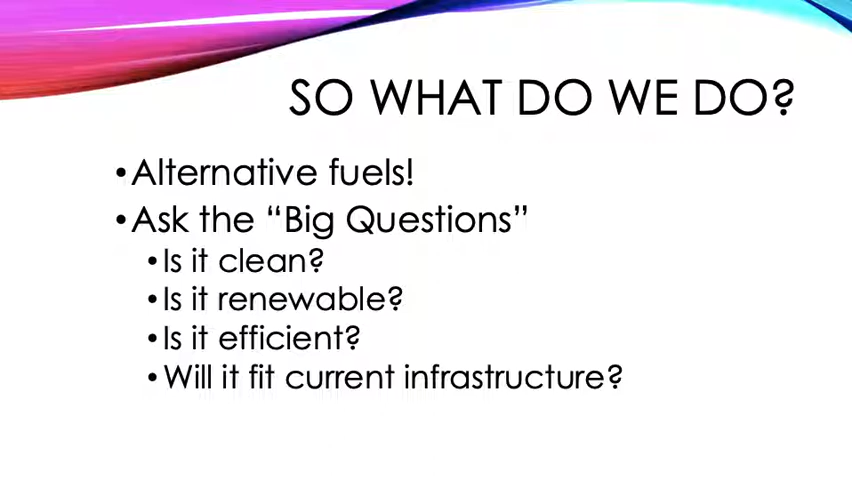 SO WHAT DO WE DO?
•Alternative fuels!
•Ask the “Big Questions”
•Is it clean?
•Is it renewable?
•Is it efficient?
•Will it fit current infrastructure?